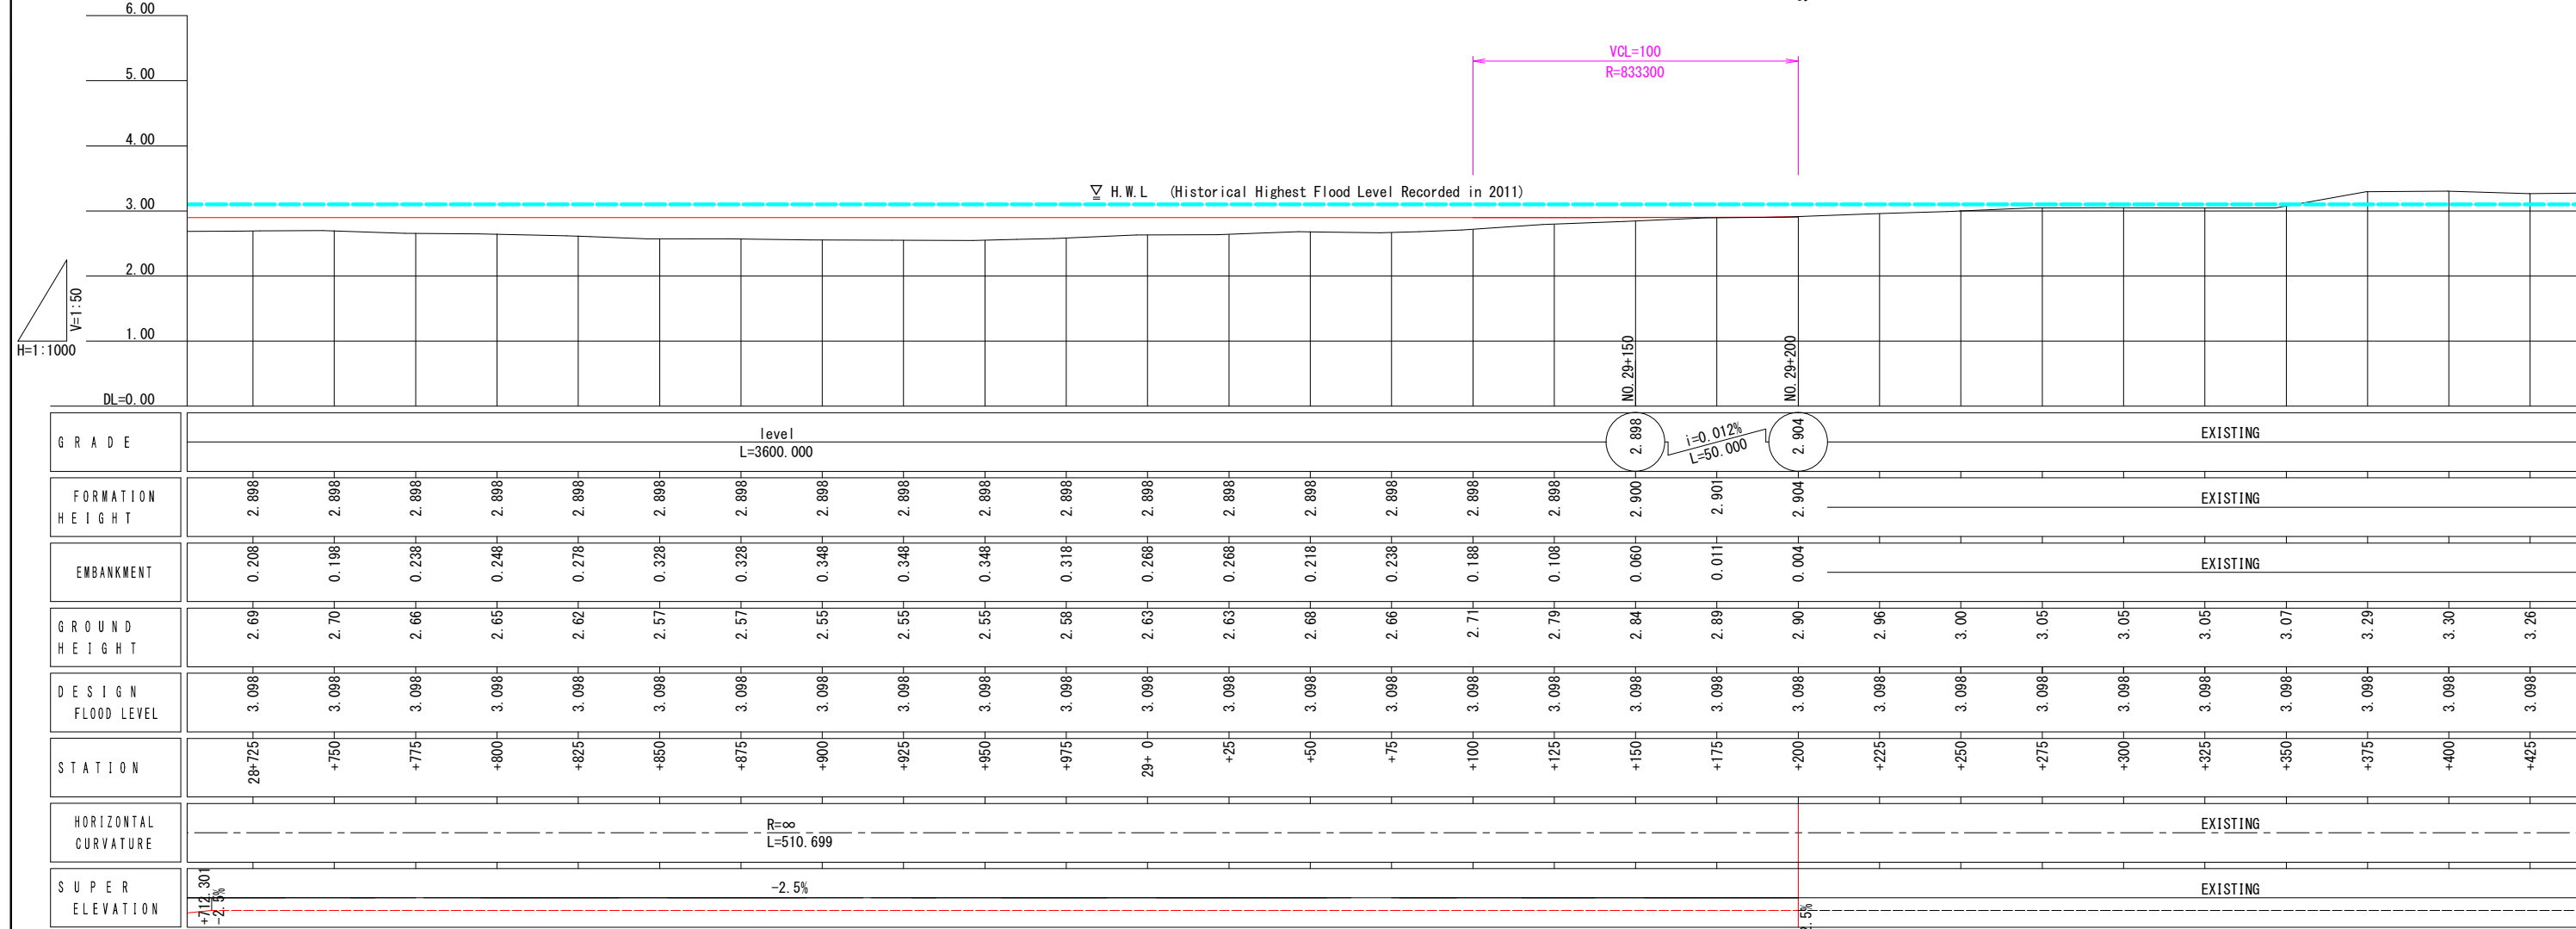 6.00
5.00
4.00
3.00
2.00
1.00
DL=0.00
V=1:50
H=1:1000
VCL=100
R=833300
H.W.L (Historical Highest Flood Level Recorded in 2011)
NO.29+150
NO.29+200
GRADE
level
L=3600.000
2.898
i=0.012%
L=50.000
2.904
EXISTING
FORMATION
HEIGHT
2.898 2.898 2.898 2.898 2.898 2.898 2.898 2.898 2.898 2.898 2.898 2.898 2.898 2.898 2.898 2.898 2.898 2.900 2.901 2.904
EXISTING
EMBANKMENT
0.208 0.198 0.238 0.248 0.278 0.328 0.328 0.348 0.348 0.348 0.318 0.268 0.268 0.218 0.238 0.188 0.108 0.060 0.011 0.004
EXISTING
GROUND
HEIGHT
2.69 2.70 2.66 2.65 2.62 2.57 2.57 2.55 2.55 2.55 2.58 2.63 2.63 2.68 2.66 2.71 2.79 2.84 2.89 2.90 2.96 3.00 3.05 3.05 3.05 3.07 3.29 3.30 3.26
DESIGN
FLOOD LEVEL
3.098 3.098 3.098 3.098 3.098 3.098 3.098 3.098 3.098 3.098 3.098 3.098 3.098 3.098 3.098 3.098 3.098 3.098 3.098 3.098 3.098 3.098 3.098 3.098 3.098 3.098 3.098 3.098 3.098
STATION
28+725 +750 +775 +800 +825 +850 +875 +900 +925 +950 +975 29+ 0 +25 +50 +75 +100 +125 +150 +175 +200 +225 +250 +275 +300 +325 +350 +375 +400 +425
HORIZONTAL
CURVATURE
R=∞
L=510.699
EXISTING
SUPER
ELEVATION
+712.301
-2.5%
-2.5%
EXISTING